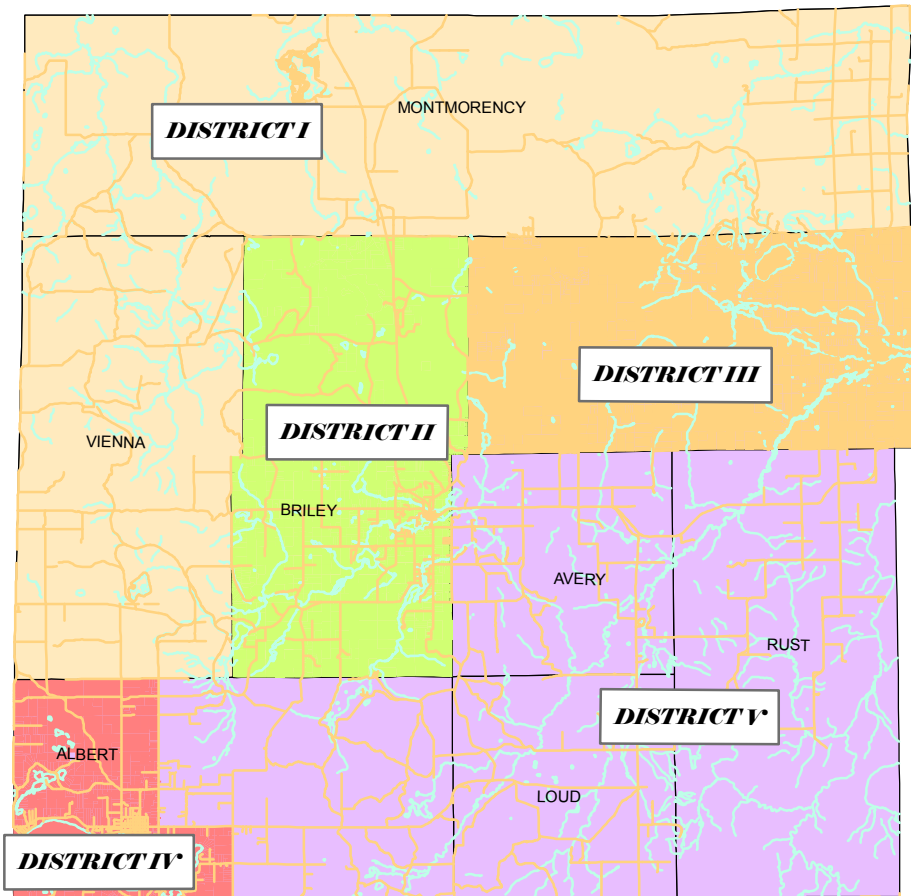 MONTMORENCY
DISTRICT I
DISTRICT III
DISTRICT II
VIENNA
BRILEY
AVERY
RUST
DISTRICT V
ALBERT
LOUD
DISTRICT IV